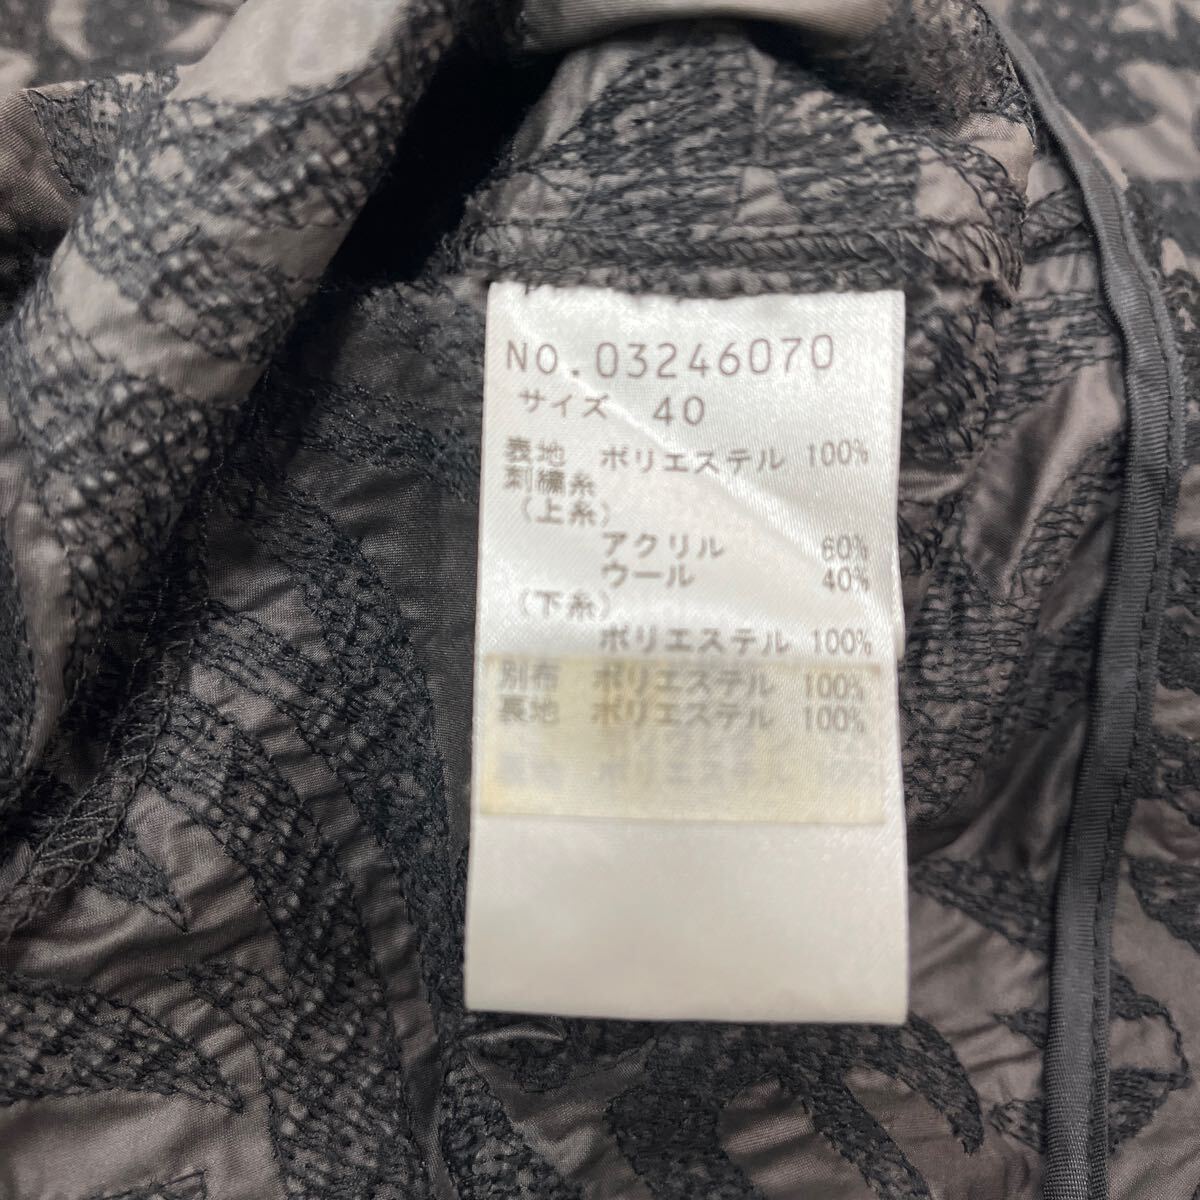 NO.03246070
サイズ 40
表地 ポリエステル 100%
刺繍糸
(上糸)
アクリル 60%
ウール 40%
(下糸)
ポリエステル 100%
別布 ポリエステル 100%
裏地 ポリエステル 100%